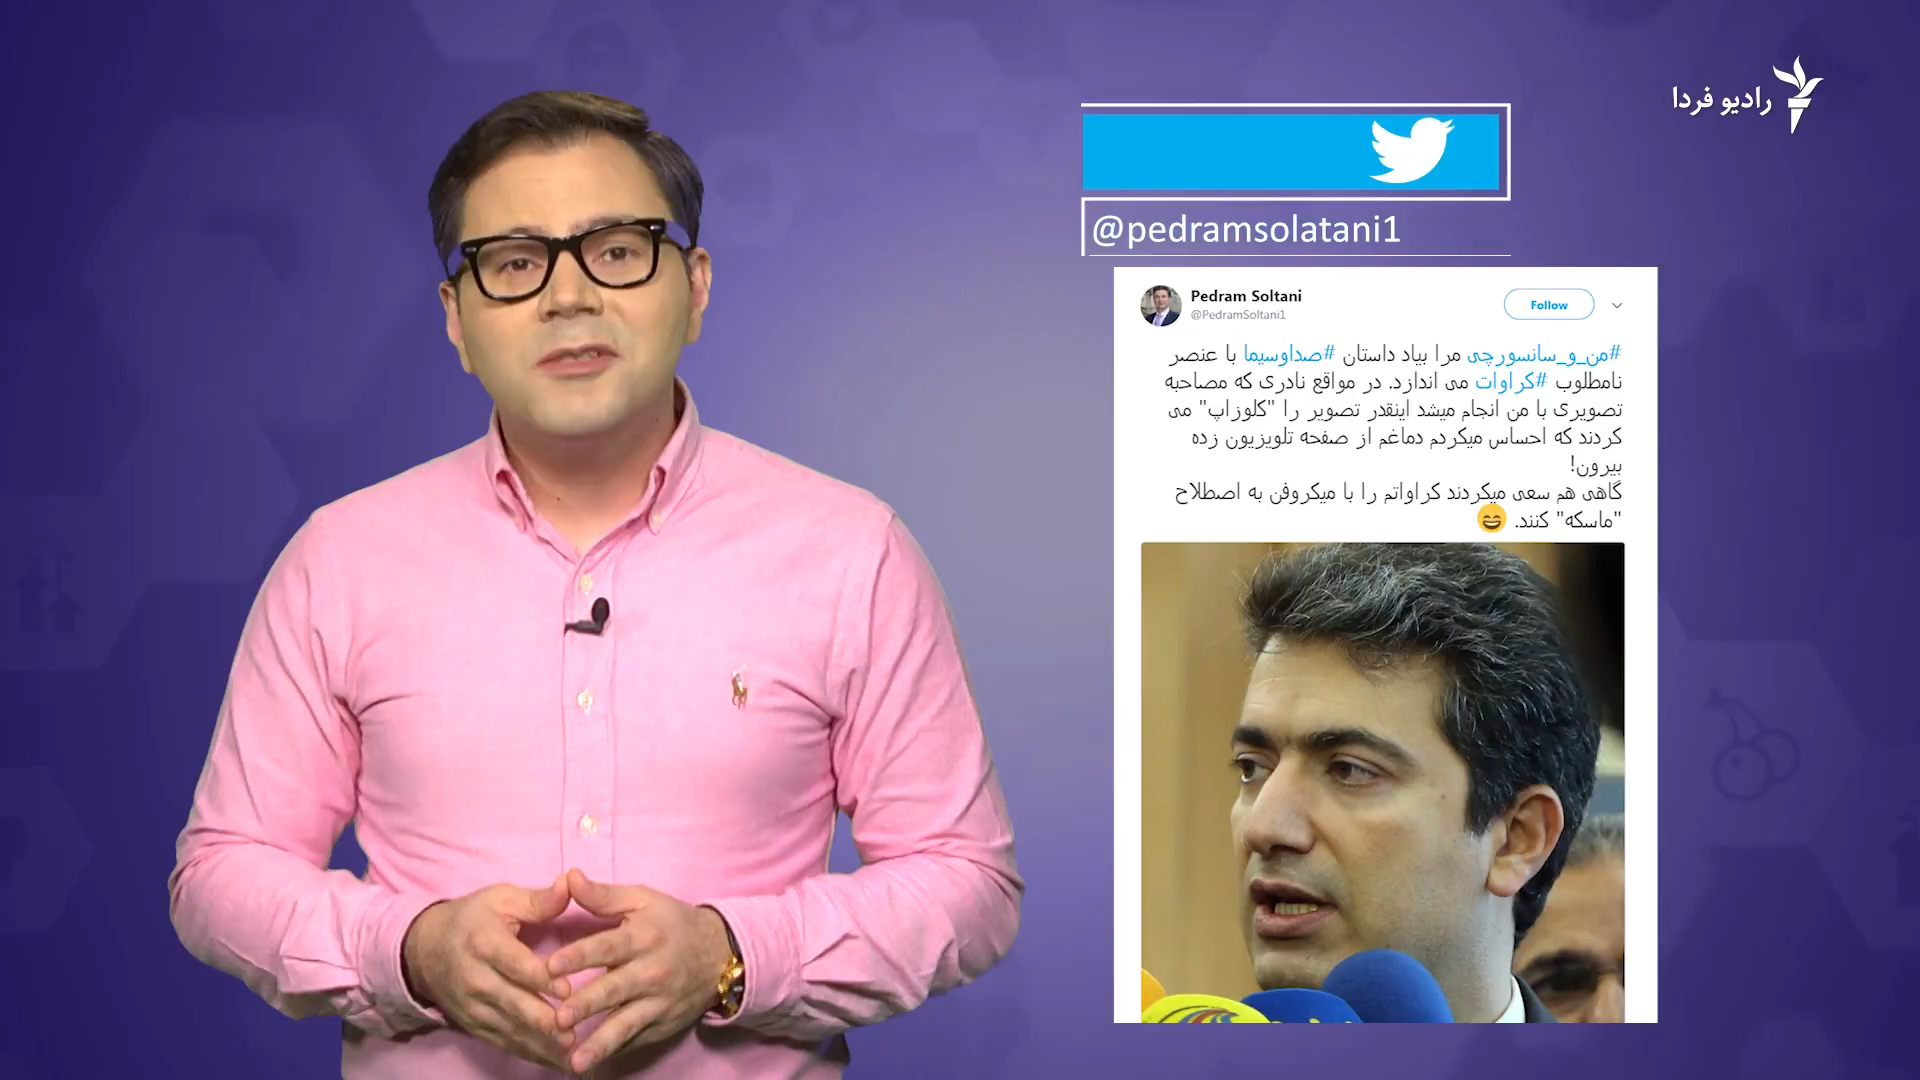 رادیو فردا
@pedramsolatani1
Pedram Soltani
@PedramSoltani1
Follow
#من_و_سانسورچی مرا بیاد داستان #صداوسیما با عنصر
نامطلوب #کراوات می اندازد. در مواقع نادری که مصاحبه
تصویری با من انجام میشد اینقدر تصویر را "کلوزاپ" می
کردند که احساس میکردم دماغم از صفحه تلویزیون زده
بیرون!
گاهی هم سعی میکردند کراواتم را با میکروفن به اصطلاح
"ماسکه" کنند. 😄